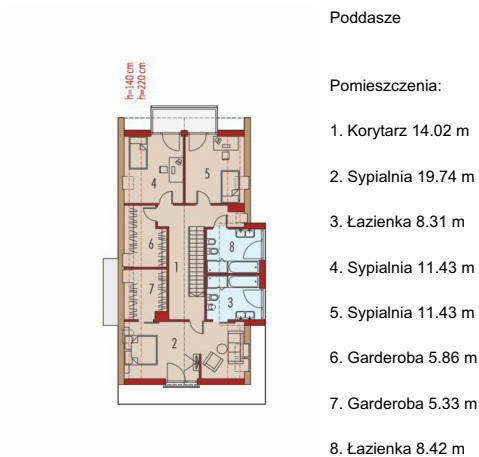 Poddasze
Pomieszczenia:
1. Korytarz 14.02 m
2. Sypialnia 19.74 m
3. Łazienka 8.31 m
4. Sypialnia 11.43 m
5. Sypialnia 11.43 m
6. Garderoba 5.86 m
7. Garderoba 5.33 m
8. Łazienka 8.42 m
h=140 cm
h=220 cm
4
5
6
8
1
7
3
2